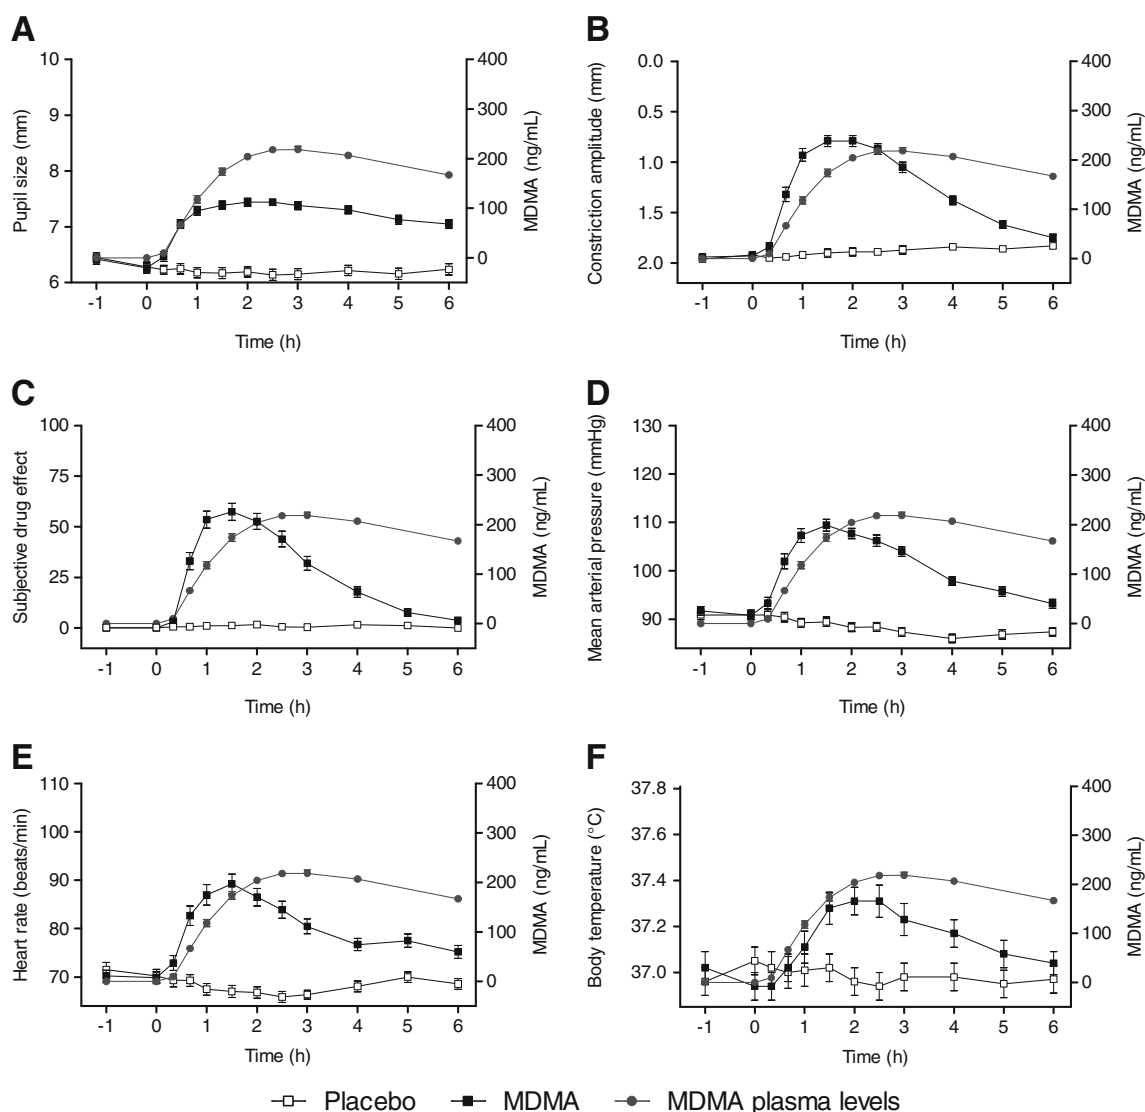 A
10
9
8
7
6
Pupil size (mm)
400
300
200
100
0
MDMA (ng/mL)
-1 0 1 2 3 4 5 6
Time (h)
B
0.0
0.5
1.0
1.5
2.0
Constriction amplitude (mm)
400
300
200
100
0
MDMA (ng/mL)
-1 0 1 2 3 4 5 6
Time (h)
C
100
75
50
25
0
Subjective drug effect
400
300
200
100
0
MDMA (ng/mL)
-1 0 1 2 3 4 5 6
Time (h)
D
130
120
110
100
90
Mean arterial pressure (mmHg)
400
300
200
100
0
MDMA (ng/mL)
-1 0 1 2 3 4 5 6
Time (h)
E
110
100
90
80
70
Heart rate (beats/min)
400
300
200
100
0
MDMA (ng/mL)
-1 0 1 2 3 4 5 6
Time (h)
F
37.8
37.6
37.4
37.2
37.0
Body temperature (°C)
400
300
200
100
0
MDMA (ng/mL)
-1 0 1 2 3 4 5 6
Time (h)
Placebo MDMA MDMA plasma levels